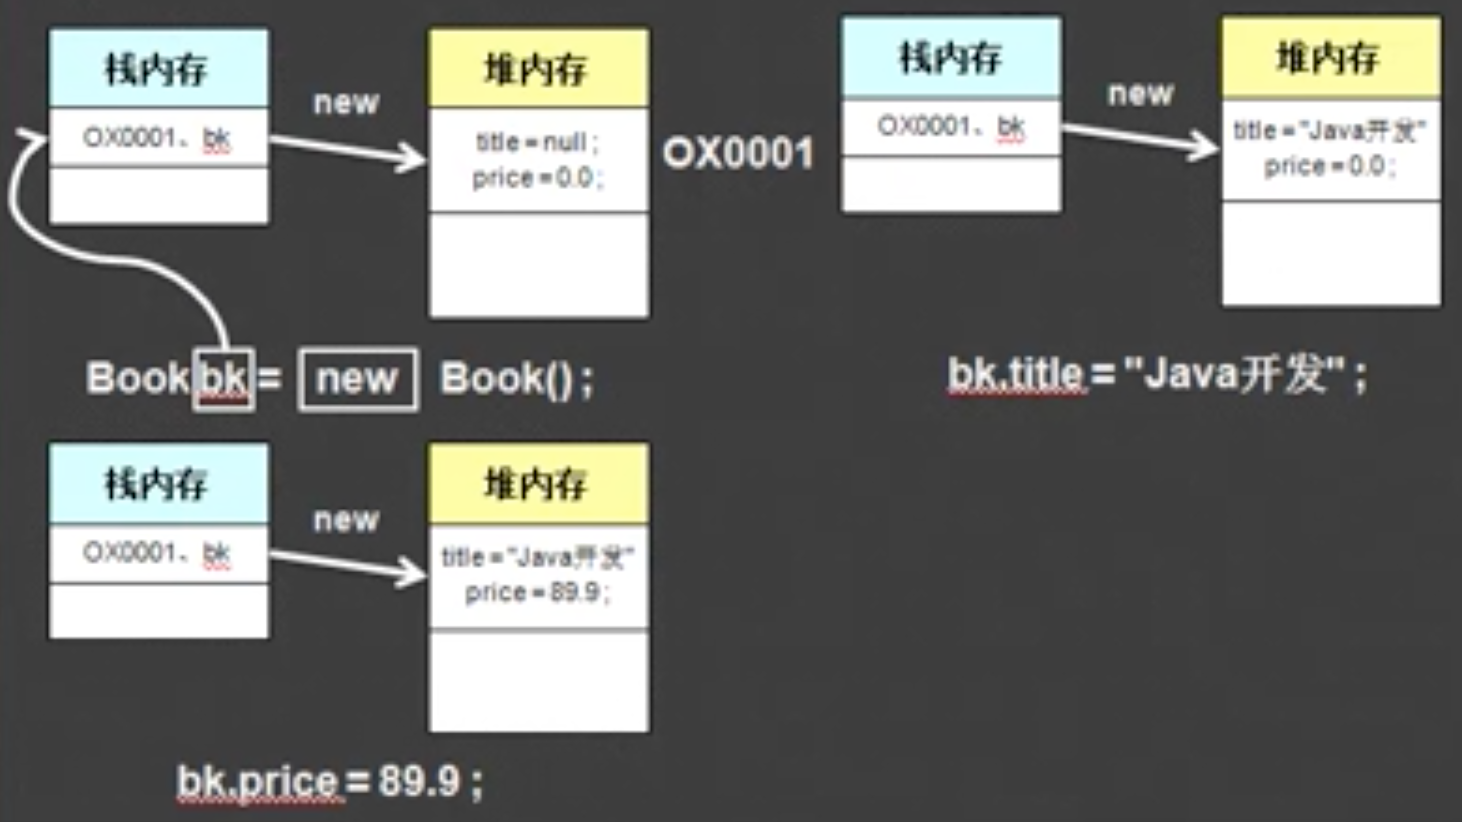 栈内存
OX0001、bk
new
堆内存
title=null;
price=0.0;
OX0001
Book bk = new Book();
栈内存
OX0001、bk
new
堆内存
title="Java开发"
price=0.0;
bk.title="Java开发";
栈内存
OX0001、bk
new
堆内存
title="Java开发"
price=89.9;
bk.price=89.9;